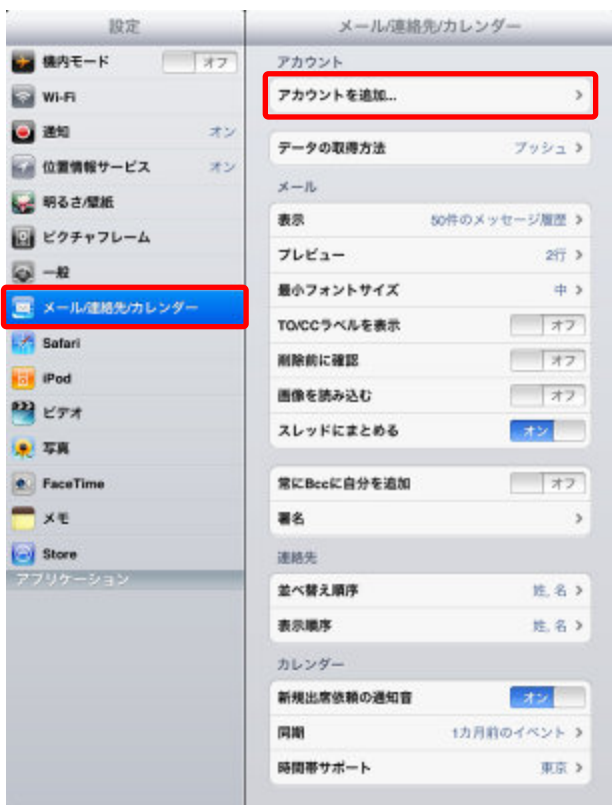 設定
機内モード オフ
Wi-Fi
通知 オン
位置情報サービス オン
明るさ/壁紙
ピクチャフレーム
一般
メール/連絡先/カレンダー
Safari
iPod
ビデオ
写真
FaceTime
メモ
Store
アプリケーション
メール/連絡先/カレンダー
アカウント
アカウントを追加...
データの取得方法 プッシュ
メール
表示 50件のメッセージ履歴
プレビュー 2行
最小フォントサイズ 中
TO/CCラベルを表示 オフ
削除前に確認 オフ
画像を読み込む オフ
スレッドにまとめる オン
常にBccに自分を追加 オフ
署名
連絡先
並べ替え順序 姓, 名
表示順序 姓, 名
カレンダー
新規出席依頼の通知音 オン
同期 1カ月前のイベント
時間帯サポート 東京